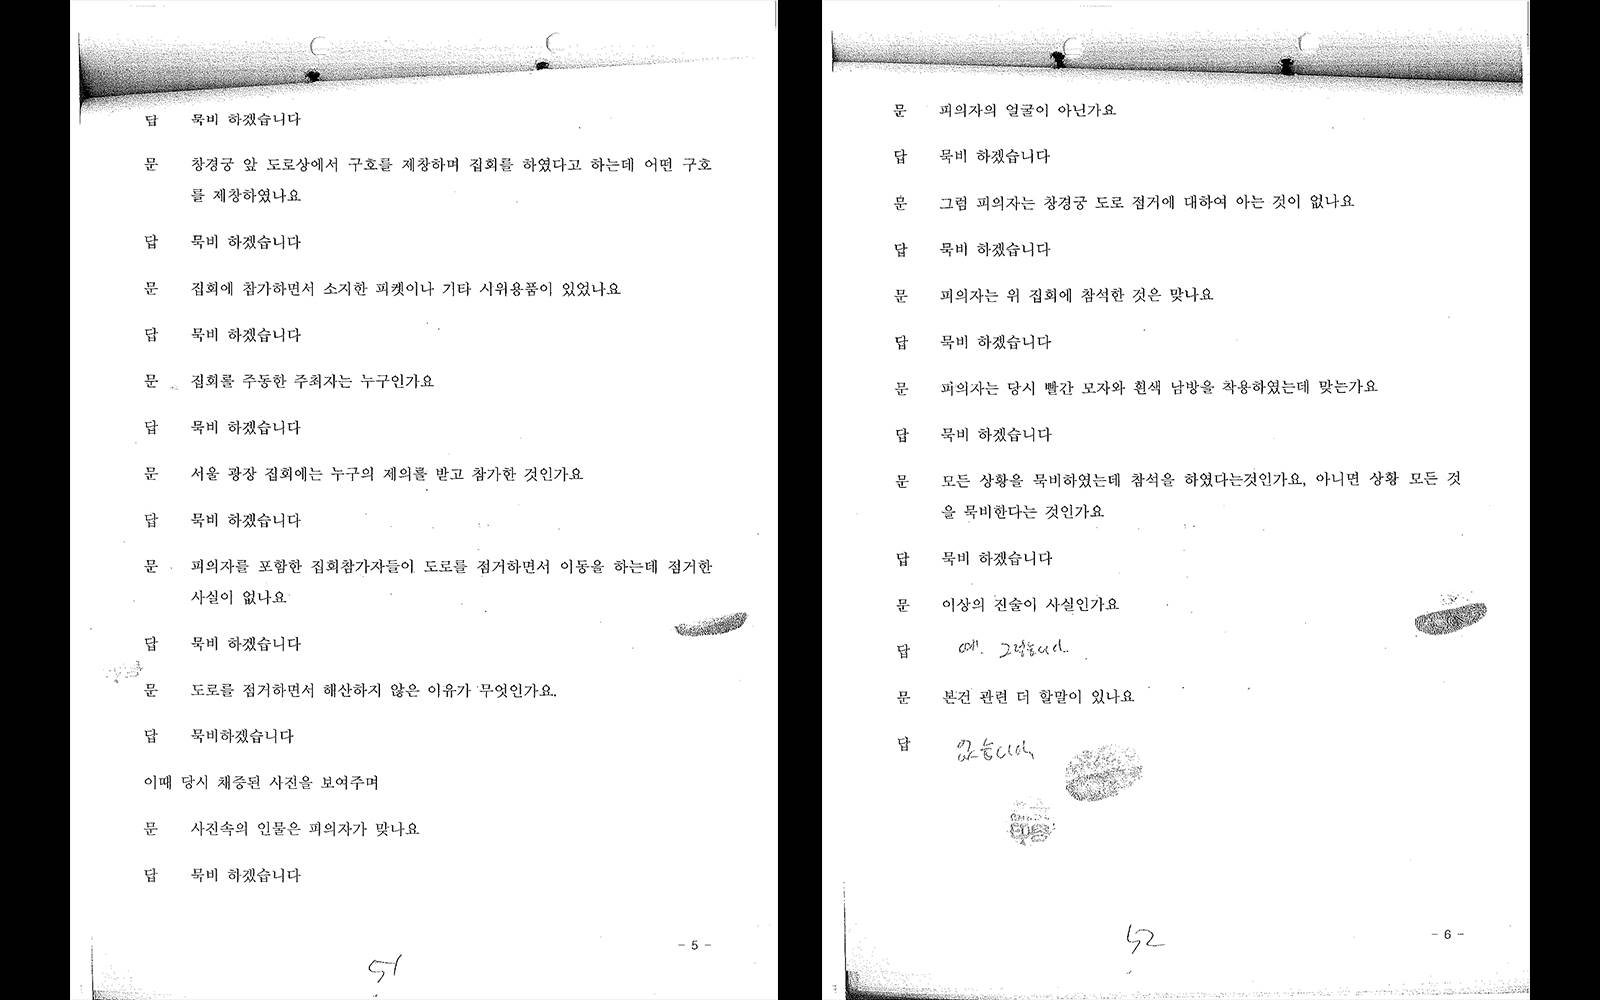 답 묵비 하겠습니다
문 창경궁 앞 도로상에서 구호를 제창하며 집회를 하였다고 하는데 어떤 구호
를 제창하였나요
답 묵비 하겠습니다
문 집회에 참가하면서 소지한 피켓이나 기타 시위용품이 있었나요
답 묵비 하겠습니다
문 집회를 주동한 주최자는 누구인가요
답 묵비 하겠습니다
문 서울 광장 집회에는 누구의 제의를 받고 참가한 것인가요
답 묵비 하겠습니다
문 피의자를 포함한 집회참가자들이 도로를 점거하면서 이동을 하는데 점거한
사실이 없나요
답 묵비 하겠습니다
문 도로를 점거하면서 해산하지 않은 이유가 무엇인가요.
답 묵비하겠습니다
이때 당시 채증된 사진을 보여주며
문 사진속의 인물은 피의자가 맞나요
답 묵비 하겠습니다
- 5 -
51
문 피의자의 얼굴이 아닌가요
답 묵비 하겠습니다
문 그럼 피의자는 창경궁 도로 점거에 대하여 아는 것이 없나요
답 묵비 하겠습니다
문 피의자는 위 집회에 참석한 것은 맞나요
답 묵비 하겠습니다
문 피의자는 당시 빨간 모자와 흰색 남방을 착용하였는데 맞는가요
답 묵비 하겠습니다
문 모든 상황을 묵비하였는데 참석을 하였다는것인가요, 아니면 상황 모든 것
을 묵비한다는 것인가요
답 묵비 하겠습니다
문 이상의 진술이 사실인가요
답 예. 그렇습니다.
문 본건 관련 더 할말이 있나요
답 없습니다.
- 6 -
52